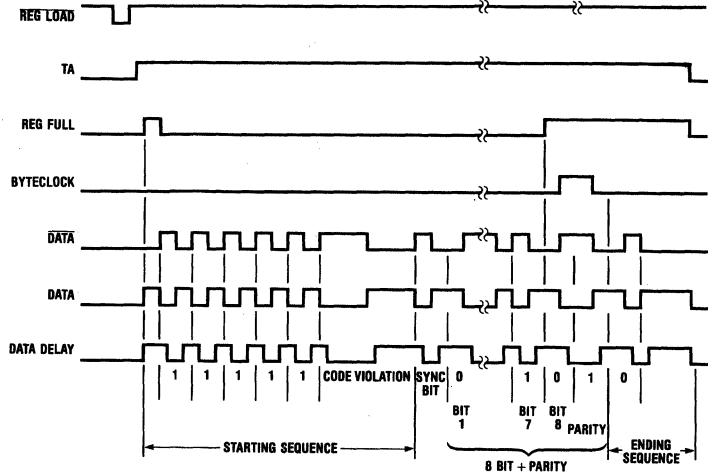 REG LOAD
TA
REG FULL
BYTECLOCK
DATA
DATA
DATA DELAY
1 1 1 1 1 CODE VIOLATION SYNC BIT 0 1 0 1 0
BIT 1 BIT 7 BIT 8 PARITY
STARTING SEQUENCE
8 BIT + PARITY
ENDING SEQUENCE